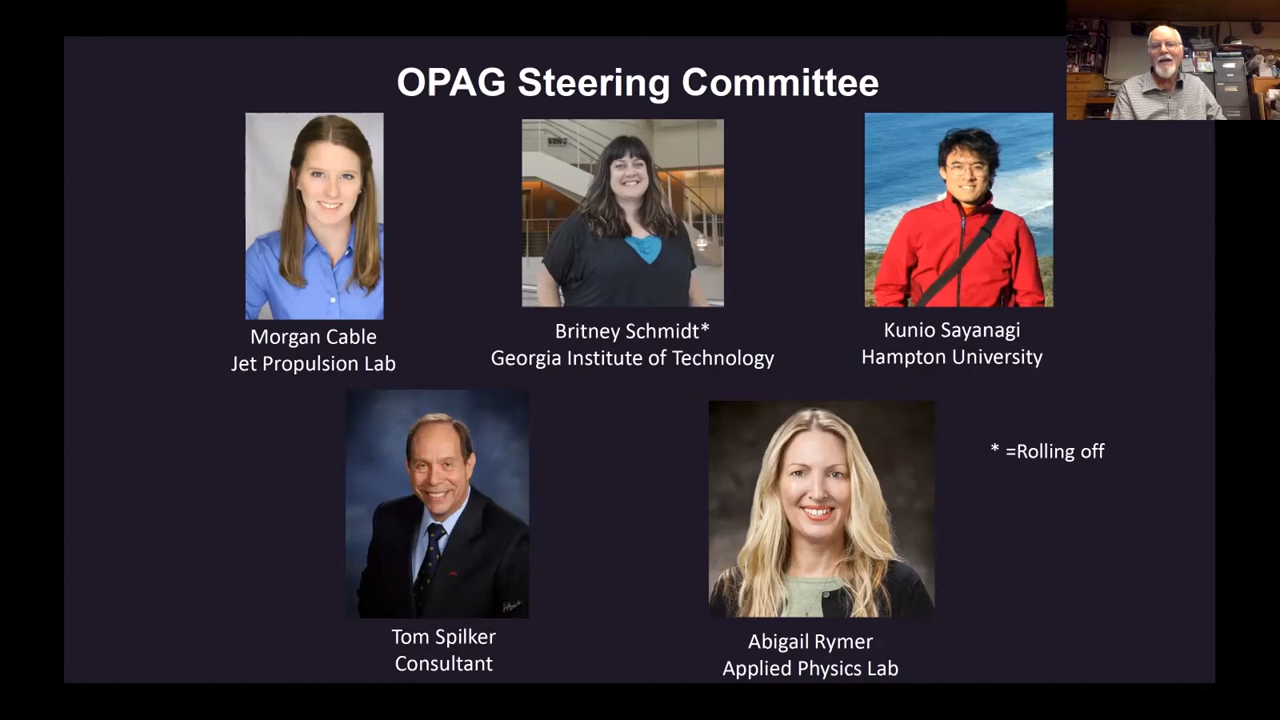 OPAG Steering Committee
Morgan Cable
Jet Propulsion Lab
Britney Schmidt*
Georgia Institute of Technology
Kunio Sayanagi
Hampton University
* =Rolling off
Tom Spilker
Consultant
Abigail Rymer
Applied Physics Lab